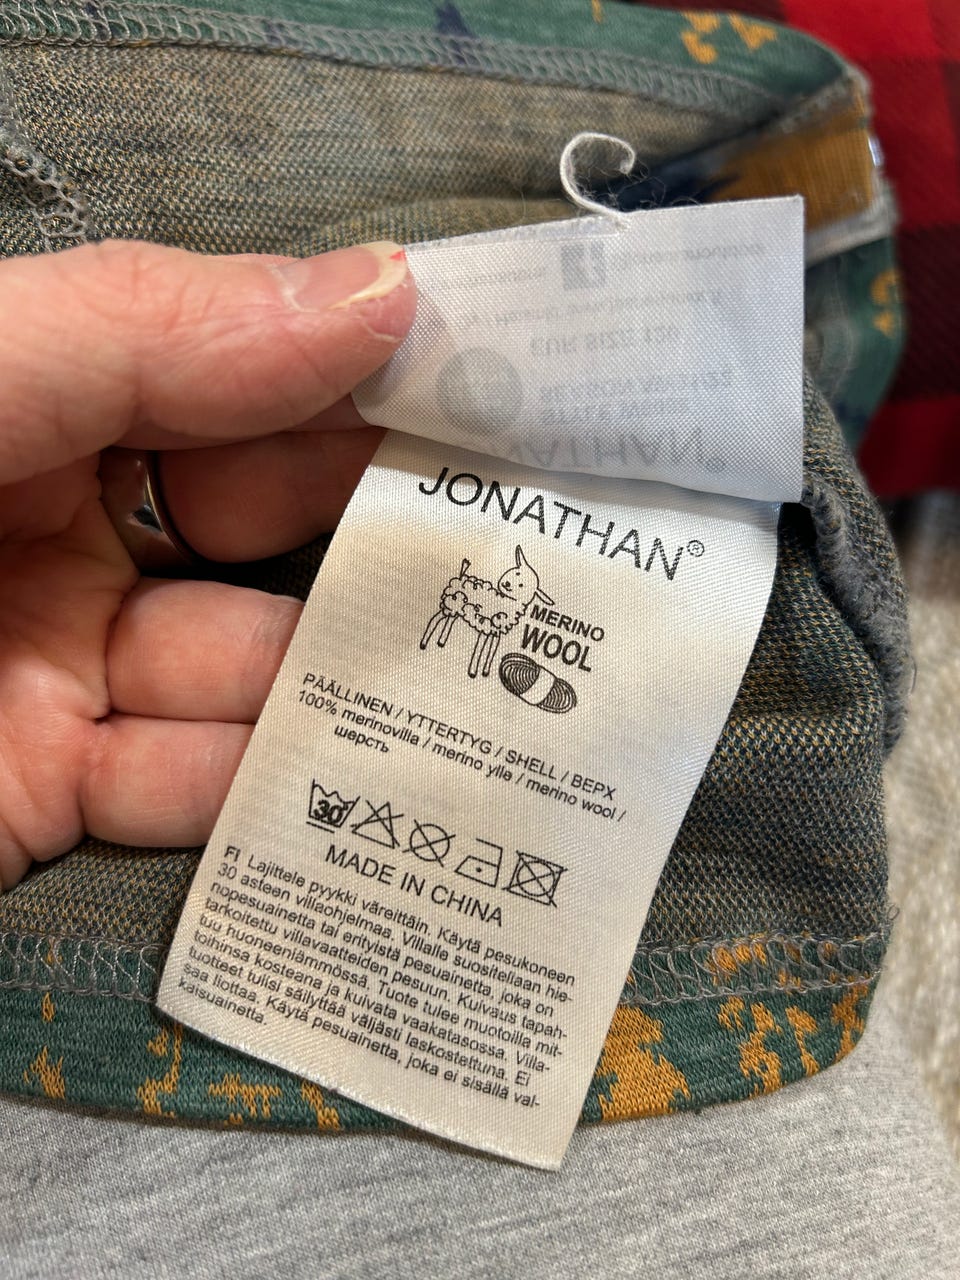 EUR SIZE 120
JONATHAN®
MERINO
WOOL
PÄÄLLINEN / YTTERTYG / SHELL / ВЕРХ
100% merinovilla / merino ylle / merino wool /
шерсть
30
MADE IN CHINA
FI Lajittele pyykki väreittäin. Käytä pesukoneen
30 asteen villaohjelmaa. Villalle suositellaan hie-
nopesuainetta tai erityistä pesuainetta, joka on
tarkoitettu villavaatteiden pesuun. Kuivaus tapah-
tuu huoneenlämmössä. Tuote tulee muotoilla mit-
toihinsa kosteana ja kuivata vaakatasossa. Villa-
tuotteet tulisi säilyttää väljästi laskostettuna. Ei
saa liottaa. Käytä pesuainetta, joka ei sisällä val-
kaisuainetta.